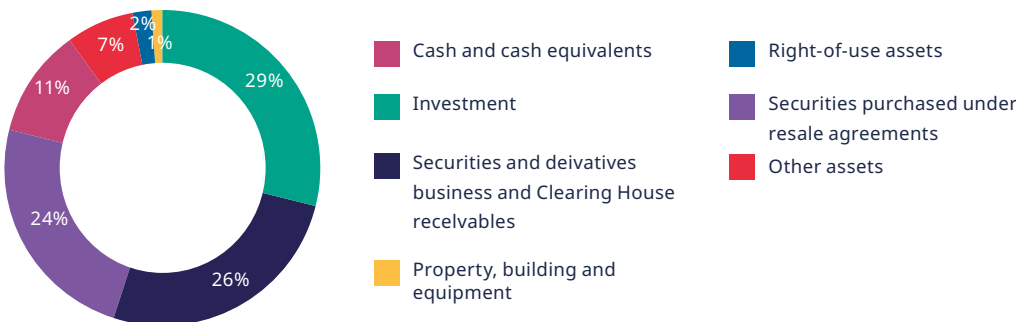 2%
1%
7%
29%
11%
24%
26%
Cash and cash equivalents
Investment
Securities and deivatives
business and Clearing House
recelvables
Property, building and
equipment
Right-of-use assets
Securities purchased under
resale agreements
Other assets